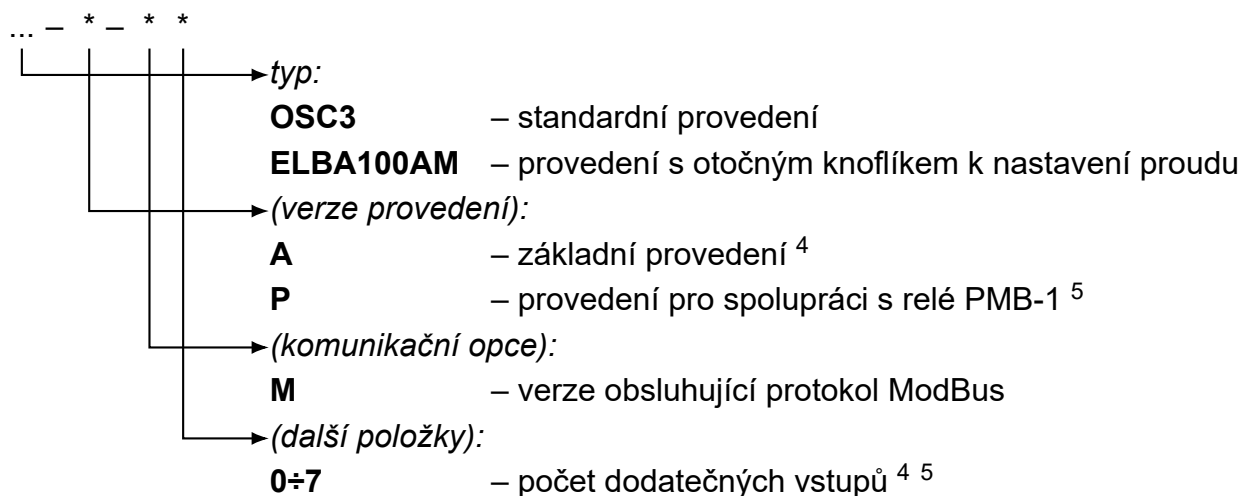 ... – * – * *
typ:
OSC3 – standardní provedení
ELBA100AM – provedení s otočným knoflíkem k nastavení proudu
(verze provedení):
A – základní provedení 4
P – provedení pro spolupráci s relé PMB-1 5
(komunikační opce):
M – verze obsluhující protokol ModBus
(další položky):
0÷7 – počet dodatečných vstupů 4 5